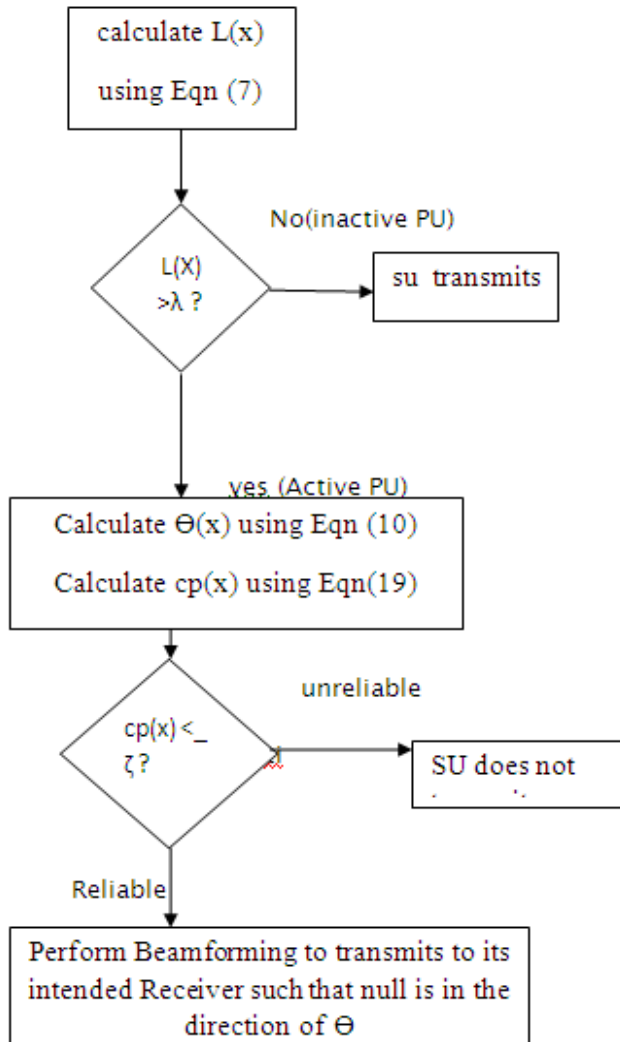 calculate L(x)
using Eqn (7)
No(inactive PU)
L(X)
>λ ?
su transmits
yes (Active PU)
Calculate Ө(x) using Eqn (10)
Calculate cp(x) using Eqn(19)
unreliable
cp(x) <_
ζ ?
SU does not
Reliable
Perform Beamforming to transmits to its
intended Receiver such that null is in the
direction of Ө